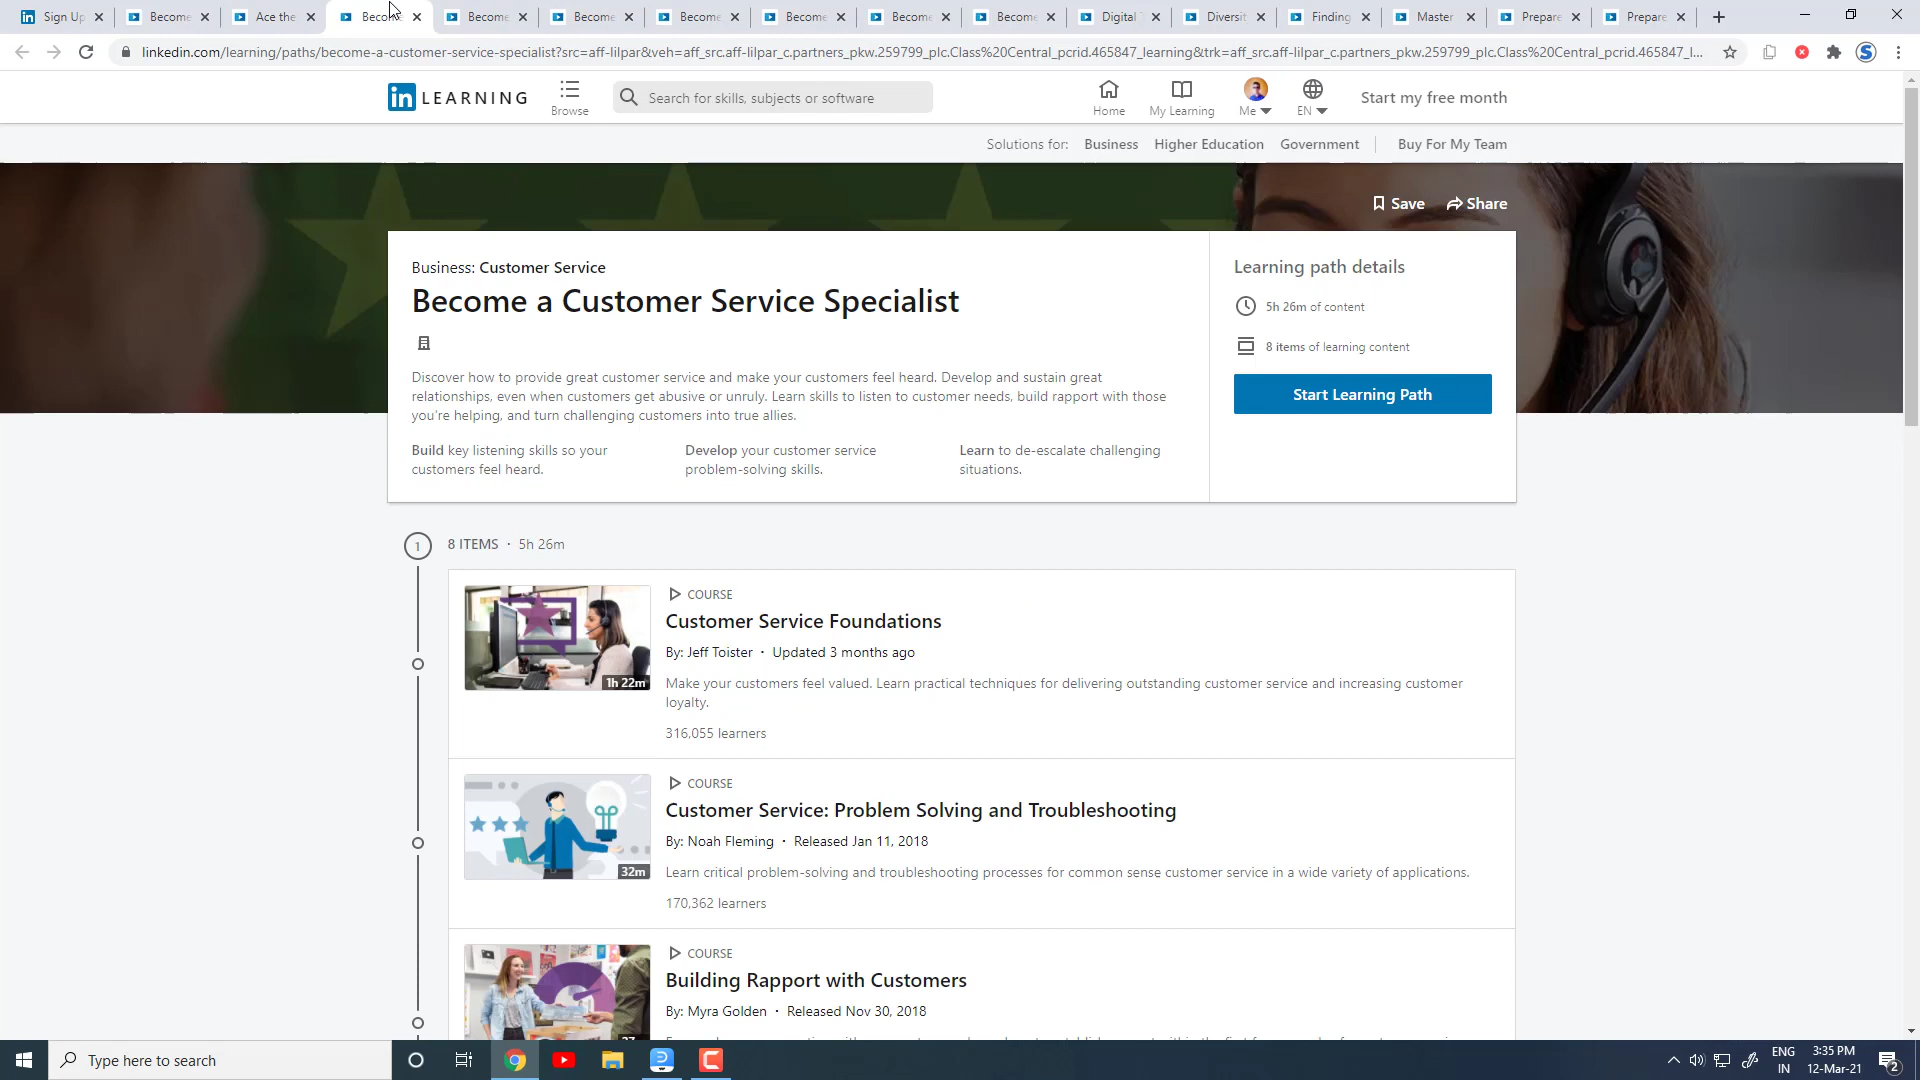 Sign Up
Become
Ace the
Become
Become
Become
Become
Become
Become
Become
Digital
Diversit
Finding
Master
Prepare
Prepare
linkedin.com/learning/paths/become-a-customer-service-specialist?src=aff-lilpar&veh=aff_src.aff-lilpar_c.partners_pkw.259799_plc.Class%20Central_pcrid.465847_learning&trk=aff_src.aff-lilpar_c.partners_pkw.259799_plc.Class%20Central_pcrid.465847_l...
in LEARNING
Browse
Search for skills, subjects or software
Home
My Learning
Me
EN
Start my free month
Solutions for: Business Higher Education Government Buy For My Team
Save Share
Business: Customer Service
Become a Customer Service Specialist
Discover how to provide great customer service and make your customers feel heard. Develop and sustain great
relationships, even when customers get abusive or unruly. Learn skills to listen to customer needs, build rapport with those
you're helping, and turn challenging customers into true allies.
Build key listening skills so your
customers feel heard.
Develop your customer service
problem-solving skills.
Learn to de-escalate challenging
situations.
Learning path details
5h 26m of content
8 items of learning content
Start Learning Path
1 8 ITEMS · 5h 26m
1h 22m
COURSE
Customer Service Foundations
By: Jeff Toister · Updated 3 months ago
Make your customers feel valued. Learn practical techniques for delivering outstanding customer service and increasing customer
loyalty.
316,055 learners
32m
COURSE
Customer Service: Problem Solving and Troubleshooting
By: Noah Fleming · Released Jan 11, 2018
Learn critical problem-solving and troubleshooting processes for common sense customer service in a wide variety of applications.
170,362 learners
COURSE
Building Rapport with Customers
By: Myra Golden · Released Nov 30, 2018
Type here to search
ENG
IN
3:35 PM
12-Mar-21
2